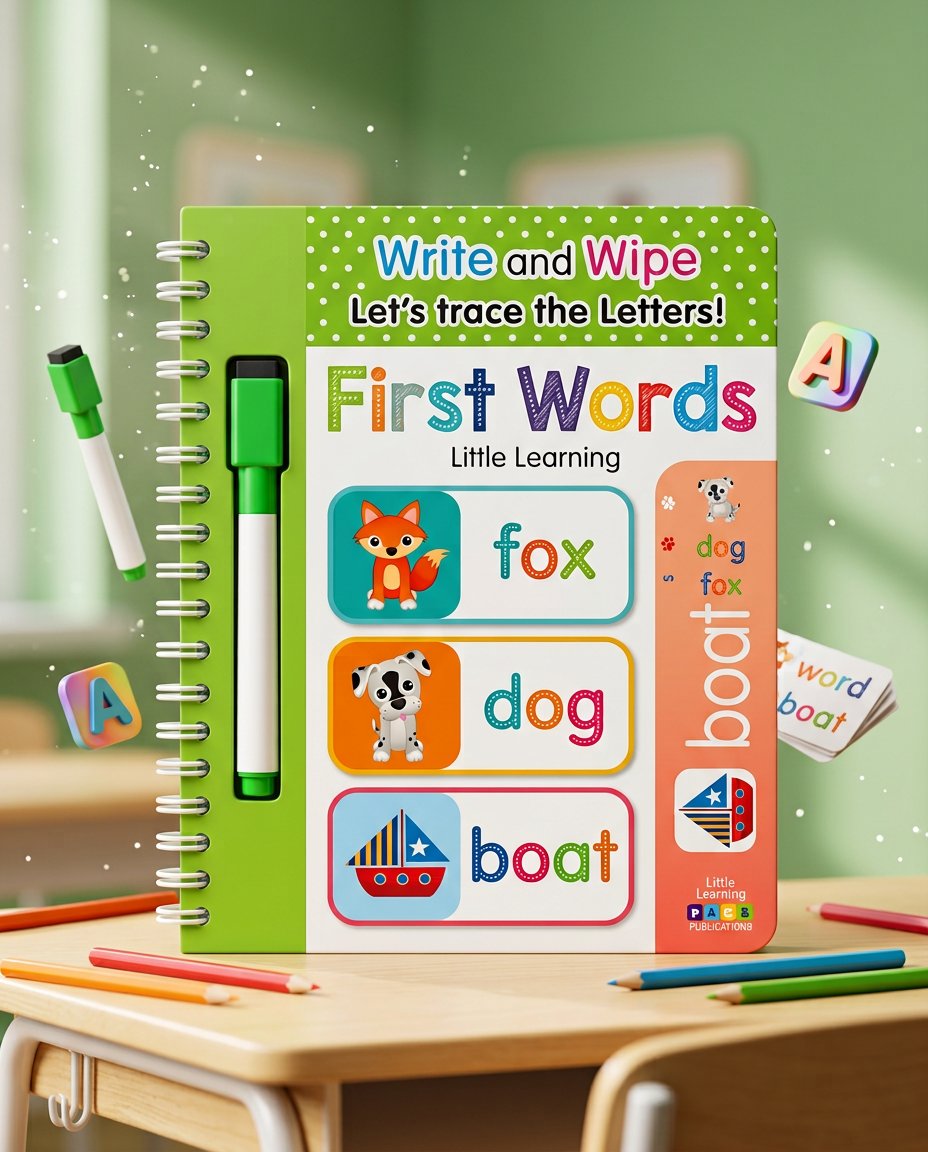 Write and Wipe
Let's trace the Letters!
First Words
Little Learning
fox
dog
boat
dog
fox
s
boat
Little
Learning
PUBLICATIONS
word
boat
A
A